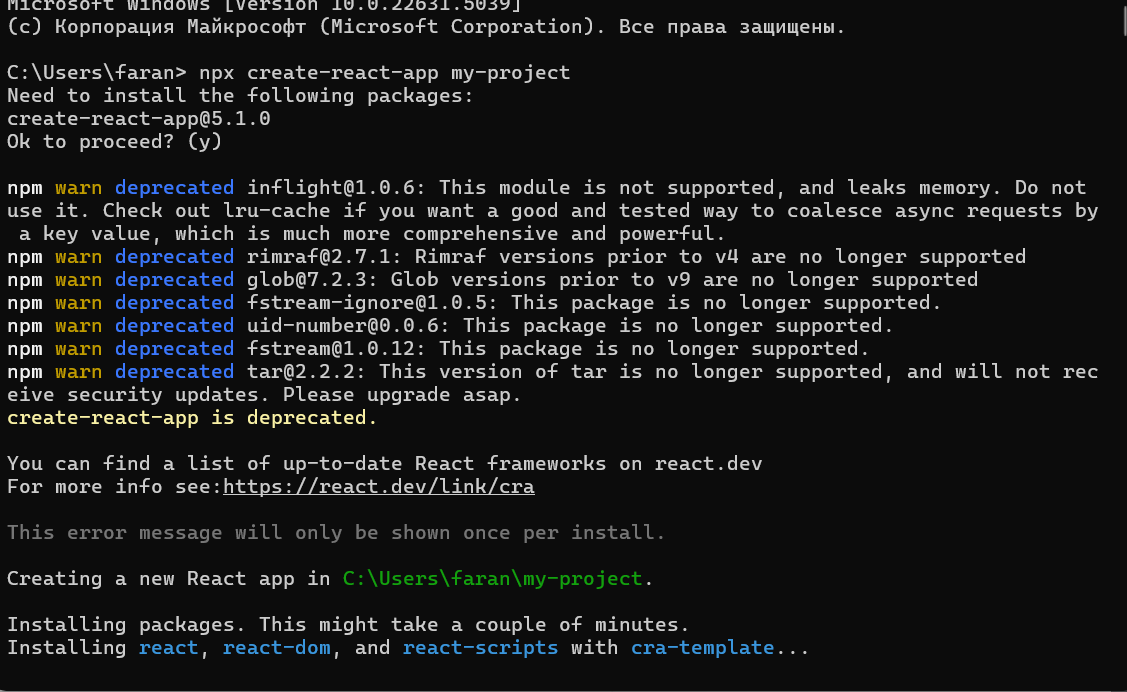 Microsoft Windows [Version 10.0.22631.5039]
(c) Корпорация Майкрософт (Microsoft Corporation). Все права защищены.
C:\Users\faran> npx create-react-app my-project
Need to install the following packages:
create-react-app@5.1.0
Ok to proceed? (y)
npm warn deprecated inflight@1.0.6: This module is not supported, and leaks memory. Do not
use it. Check out lru-cache if you want a good and tested way to coalesce async requests by
a key value, which is much more comprehensive and powerful.
npm warn deprecated rimraf@2.7.1: Rimraf versions prior to v4 are no longer supported
npm warn deprecated glob@7.2.3: Glob versions prior to v9 are no longer supported
npm warn deprecated fstream-ignore@1.0.5: This package is no longer supported.
npm warn deprecated uid-number@0.0.6: This package is no longer supported.
npm warn deprecated fstream@1.0.12: This package is no longer supported.
npm warn deprecated tar@2.2.2: This version of tar is no longer supported, and will not rec
eive security updates. Please upgrade asap.
create-react-app is deprecated.
You can find a list of up-to-date React frameworks on react.dev
For more info see:https://react.dev/link/cra
This error message will only be shown once per install.
Creating a new React app in C:\Users\faran\my-project.
Installing packages. This might take a couple of minutes.
Installing react, react-dom, and react-scripts with cra-template...